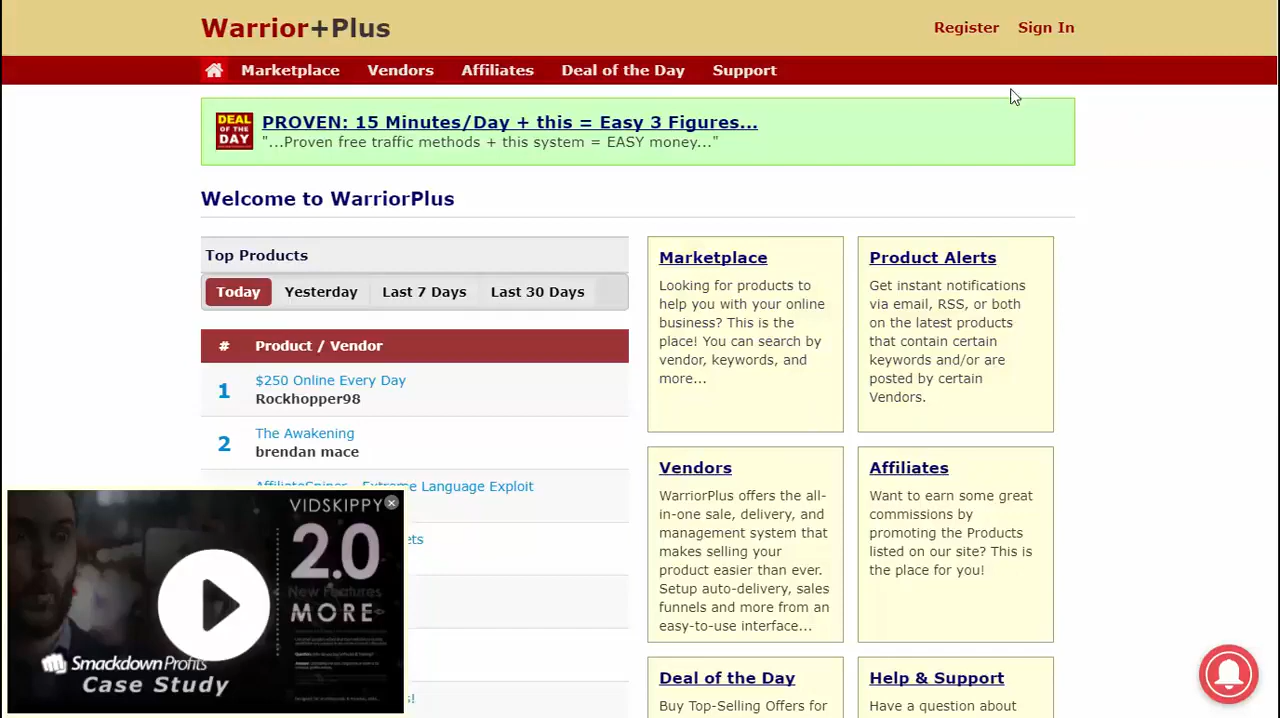 Warrior+Plus
Register Sign In
Marketplace Vendors Affiliates Deal of the Day Support
DEAL
OF THE
DAY
PROVEN: 15 Minutes/Day + this = Easy 3 Figures...
"...Proven free traffic methods + this system = EASY money..."
Welcome to WarriorPlus
Top Products
Today Yesterday Last 7 Days Last 30 Days
# Product / Vendor
1 $250 Online Every Day
Rockhopper98
2 The Awakening
brendan mace
Extreme Language Exploit
Marketplace
Looking for products to
help you with your online
business? This is the
place! You can search by
vendor, keywords, and
more...
Product Alerts
Get instant notifications
via email, RSS, or both
on the latest products
that contain certain
keywords and/or are
posted by certain
Vendors.
Vendors
WarriorPlus offers the all-
in-one sale, delivery, and
management system that
makes selling your
product easier than ever.
Setup auto-delivery, sales
funnels and more from an
easy-to-use interface...
Affiliates
Want to earn some great
commissions by
promoting the Products
listed on our site? This is
the place for you!
Deal of the Day
Buy Top-Selling Offers for
Help & Support
Have a question about
VIDSKIPPY
2.0
New Features
MORE
Smackdown Profits
Case Study